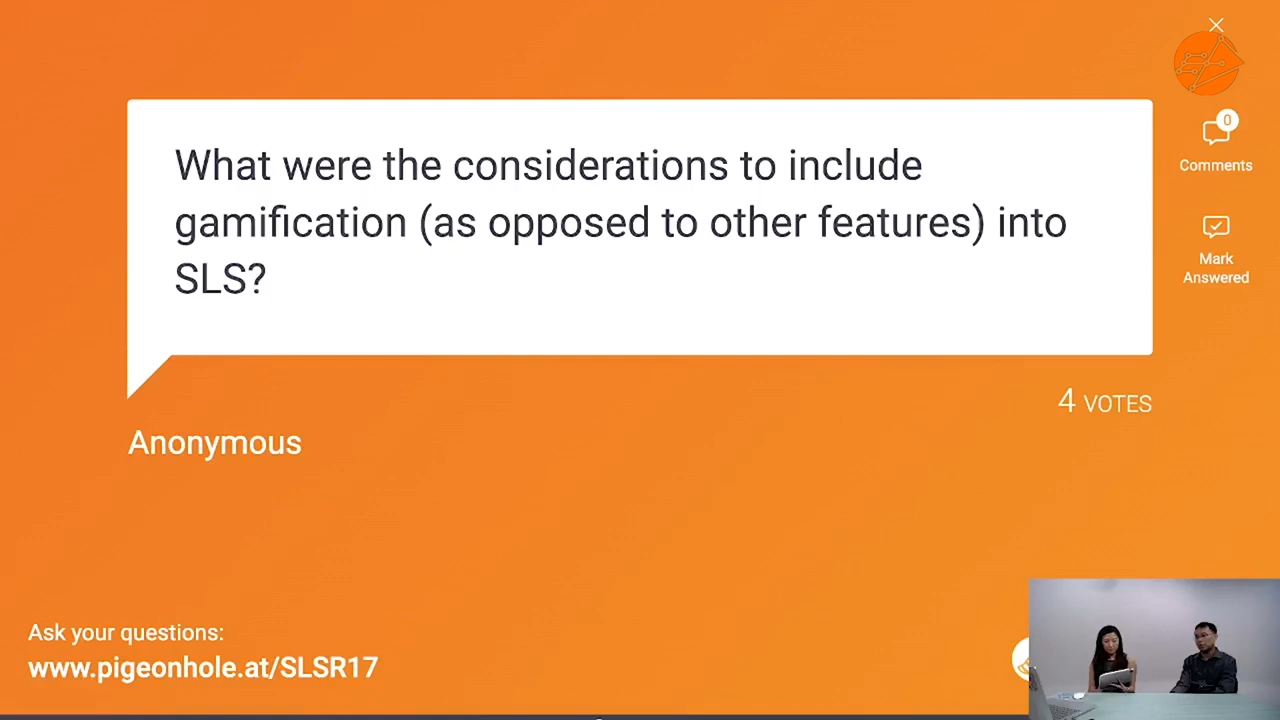 What were the considerations to include
gamification (as opposed to other features) into
SLS?
0
Comments
Mark
Answered
4 VOTES
Anonymous
Ask your questions:
www.pigeonhole.at/SLSR17